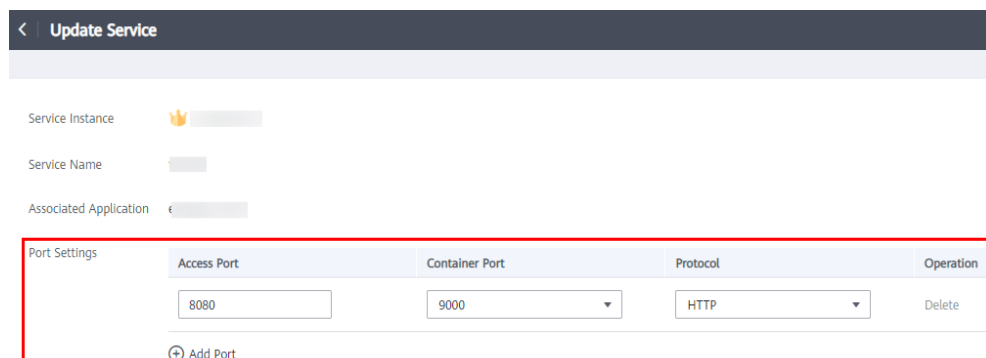 Update Service
Service Instance
Service Name
Associated Application
Port Settings
Access Port Container Port Protocol Operation
8080 9000 HTTP Delete
Add Port